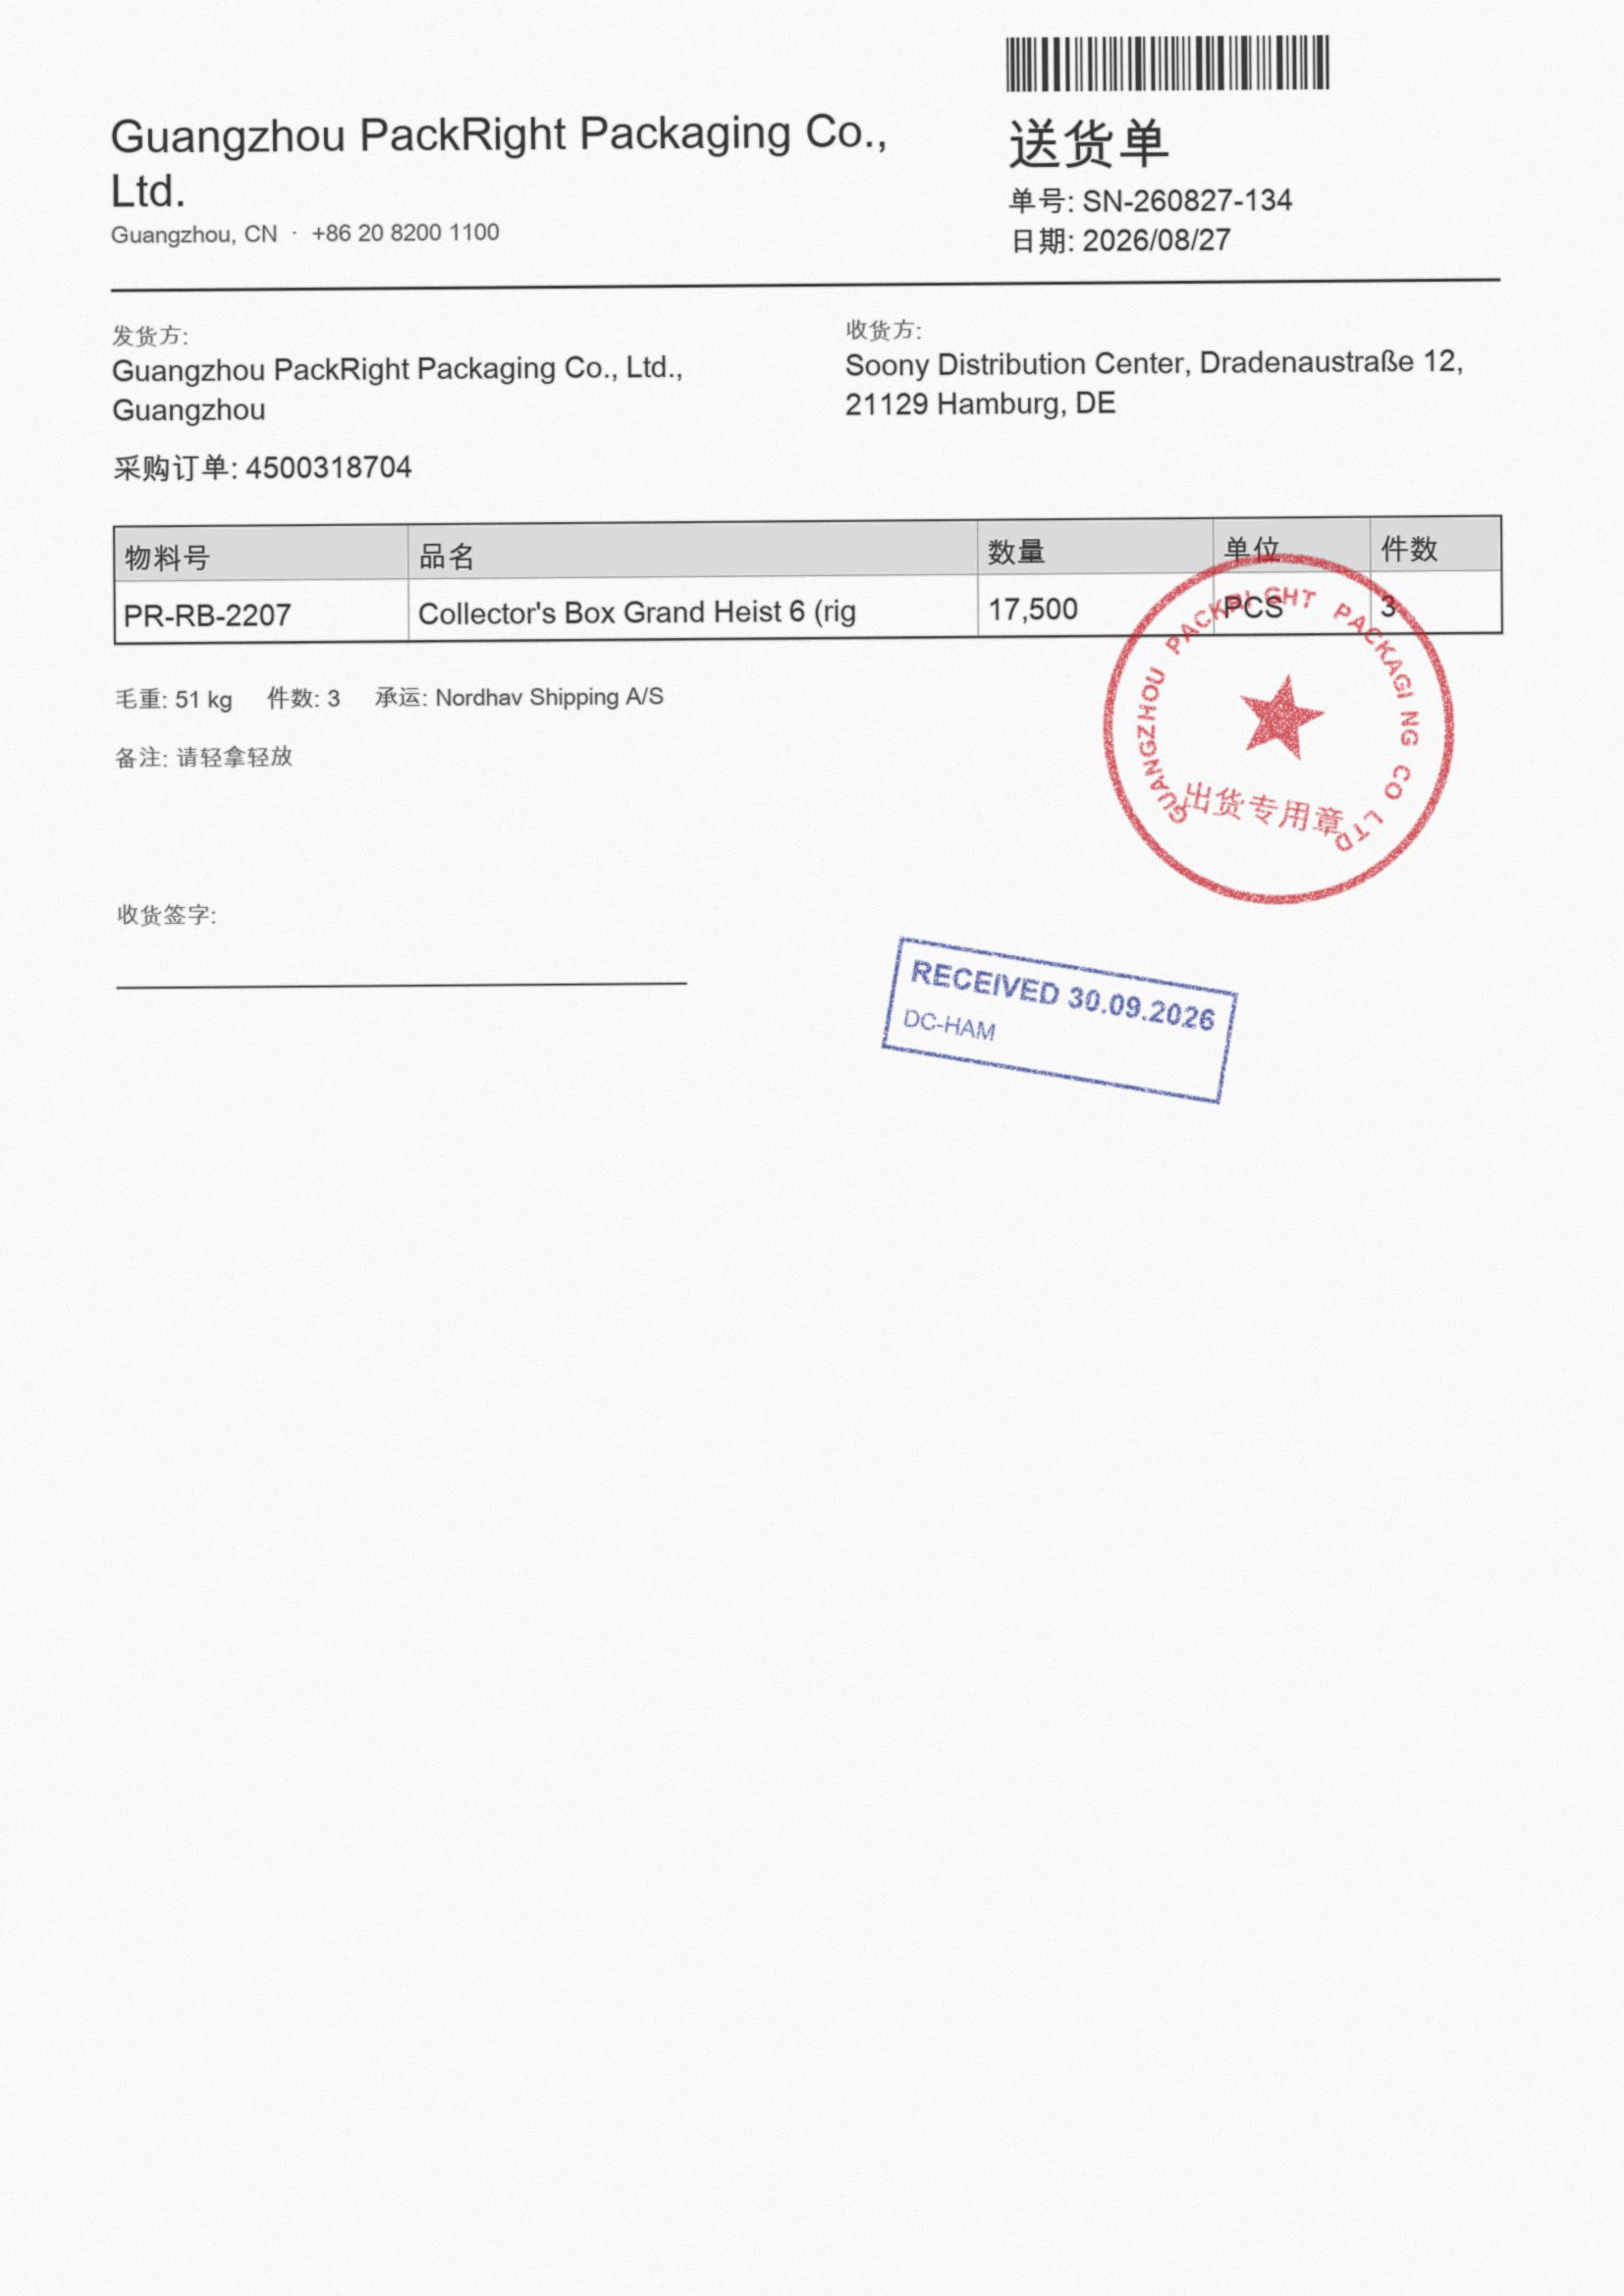 Guangzhou PackRight Packaging Co.,
Ltd.
Guangzhou, CN · +86 20 8200 1100
送货单
单号: SN-260827-134
日期: 2026/08/27
发货方:
Guangzhou PackRight Packaging Co., Ltd.,
Guangzhou
收货方:
Soony Distribution Center, Dradenaustraße 12,
21129 Hamburg, DE
采购订单: 4500318704
物料号 品名 数量 单位 件数
PR-RB-2207 Collector's Box Grand Heist 6 (rig 17,500 PCS 3
毛重: 51 kg 件数: 3 承运: Nordhav Shipping A/S
备注: 请轻拿轻放
GUANGZHOU PACKRIGHT PACKAGING CO LTD
出货专用章
收货签字:
RECEIVED 30.09.2026
DC-HAM